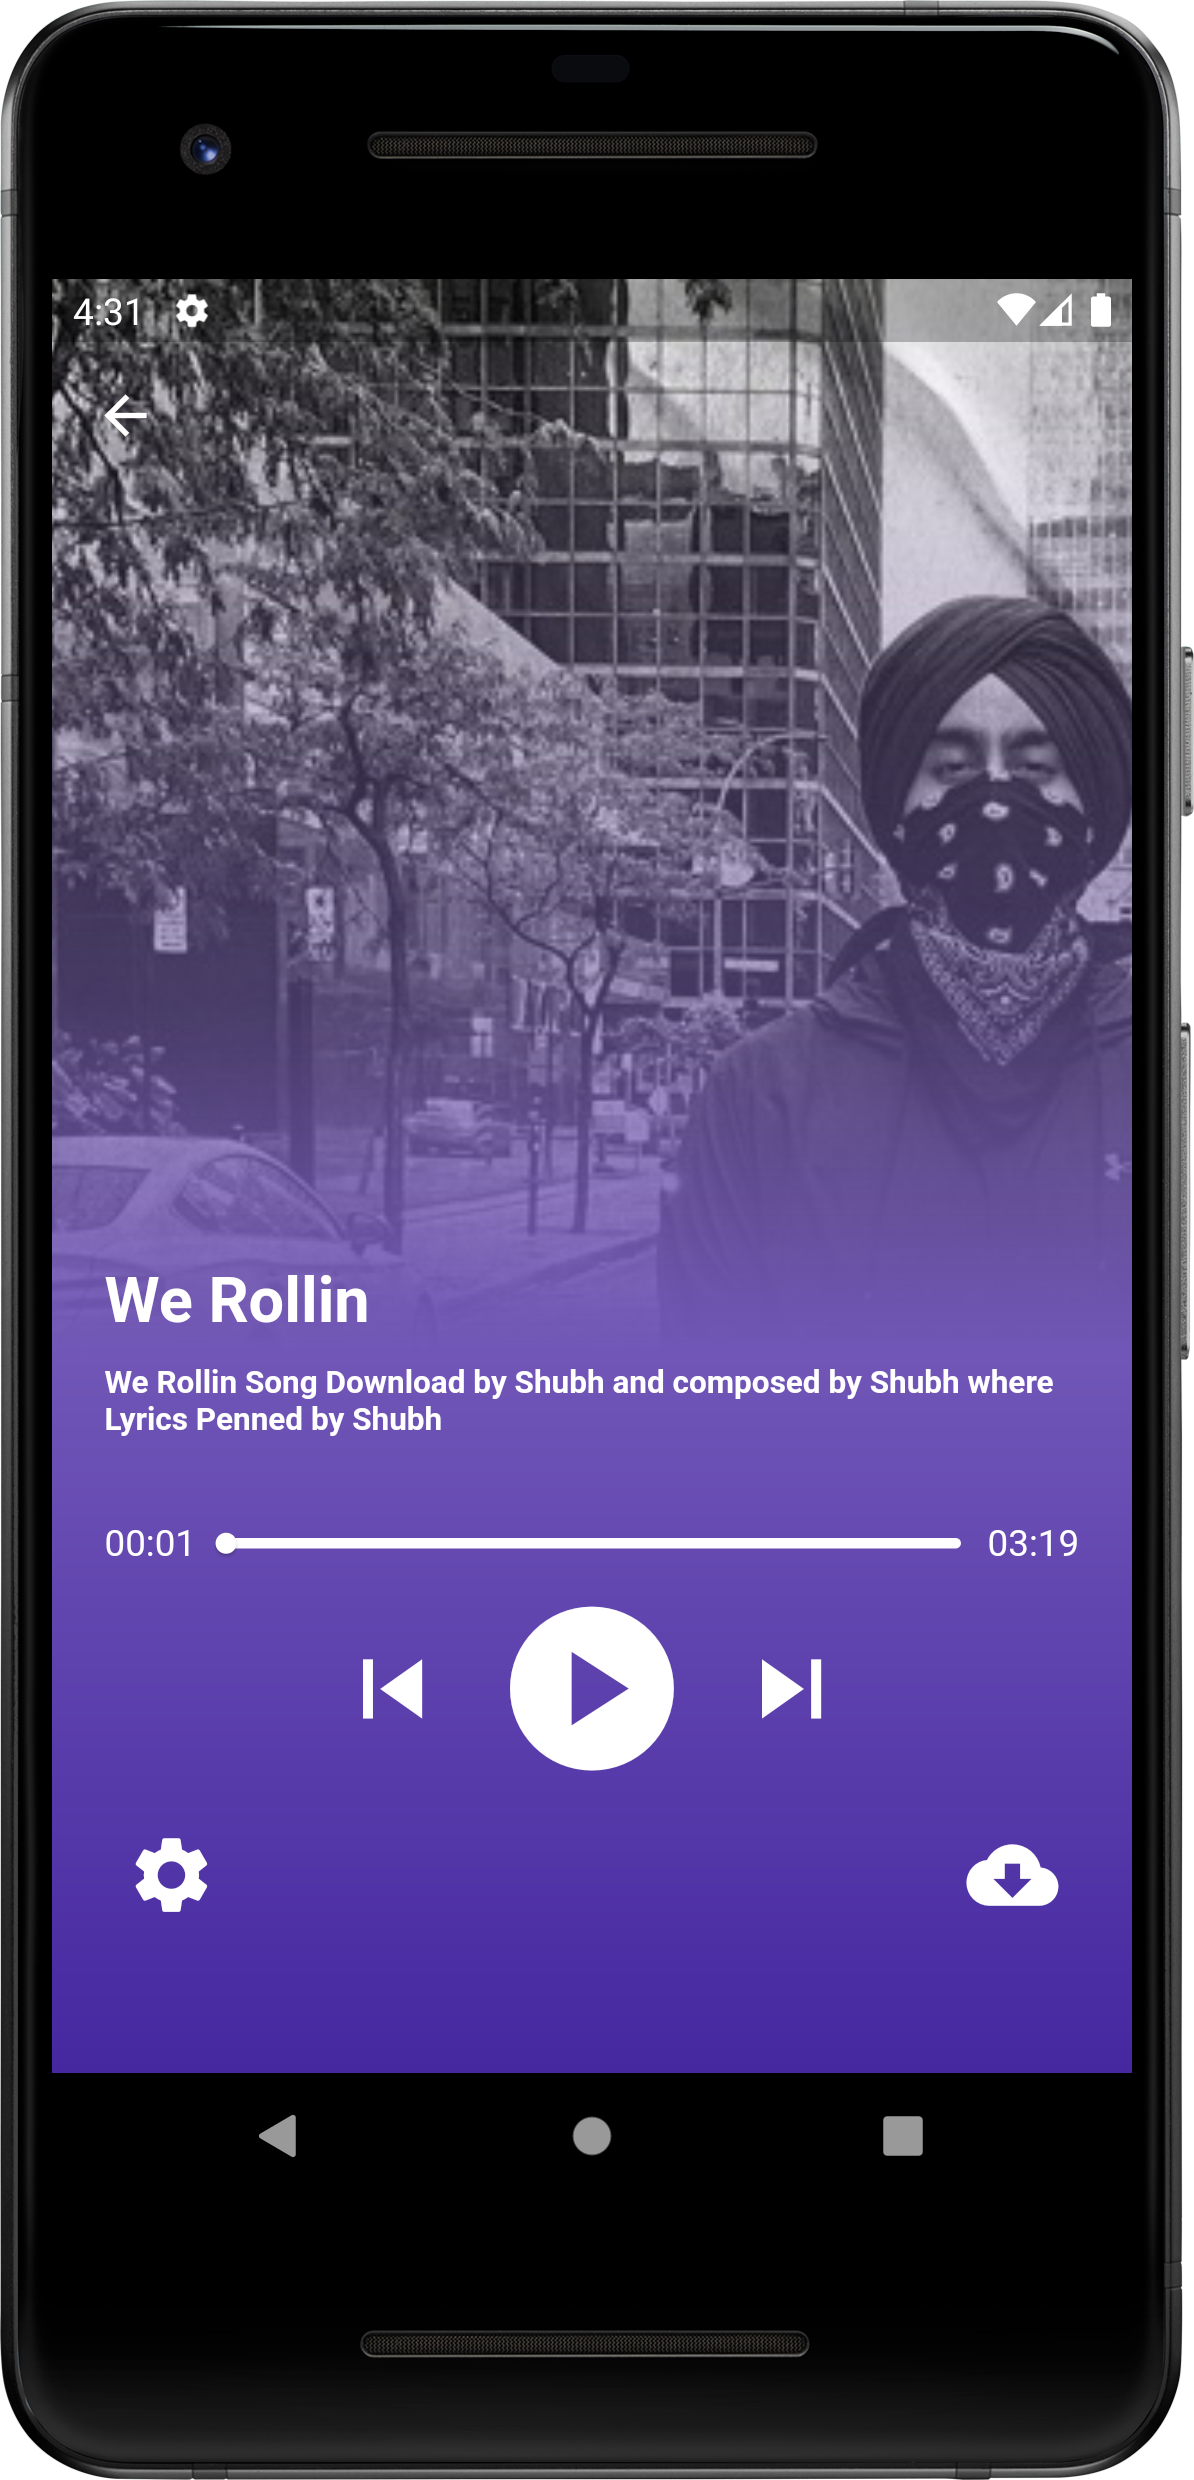 4:31
We Rollin
We Rollin Song Download by Shubh and composed by Shubh where
Lyrics Penned by Shubh
00:01
03:19